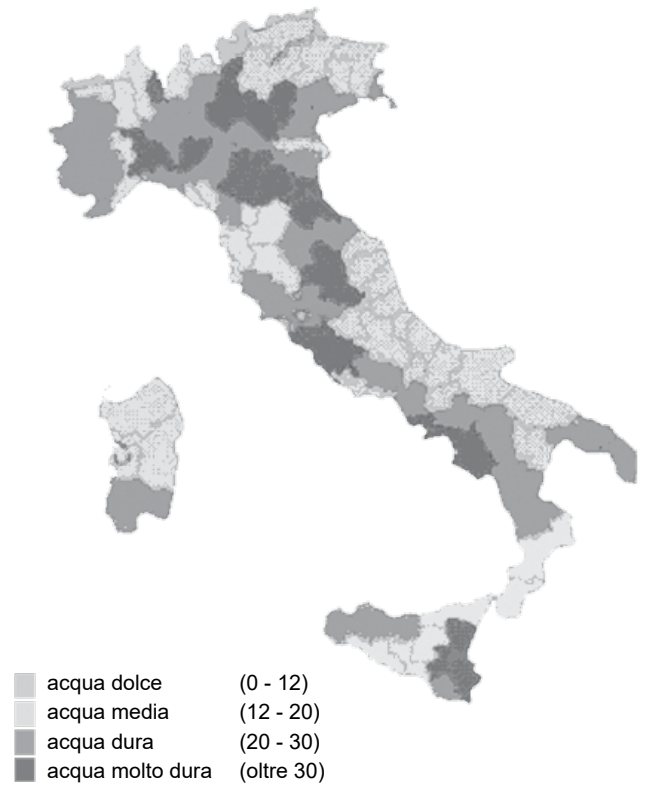 acqua dolce (0 - 12)
acqua media (12 - 20)
acqua dura (20 - 30)
acqua molto dura (oltre 30)